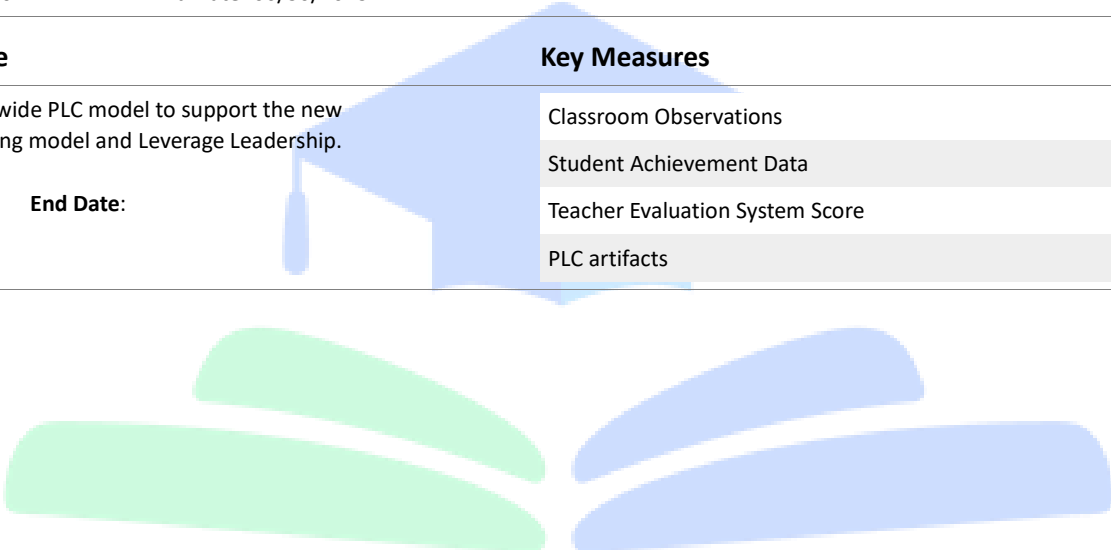 Key Measures
wide PLC model to support the new
ng model and Leverage Leadership.
End Date:
Classroom Observations
Student Achievement Data
Teacher Evaluation System Score
PLC artifacts